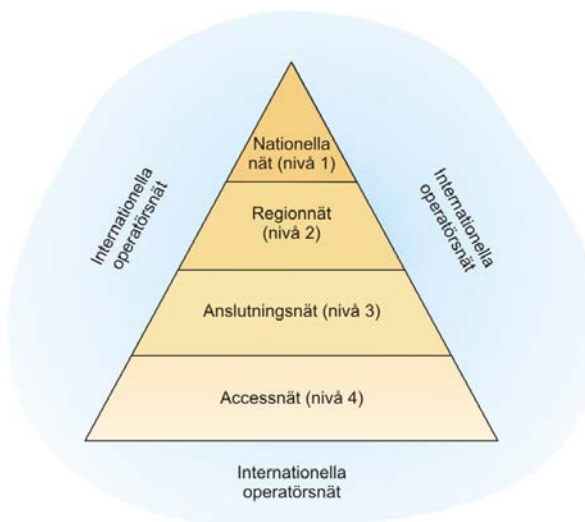 Nationella
nät (nivå 1)
Regionnät
(nivå 2)
Anslutningsnät (nivå 3)
Accessnät (nivå 4)
Internationella
operatörsnät
Internationella
operatörsnät
Internationella
operatörsnät